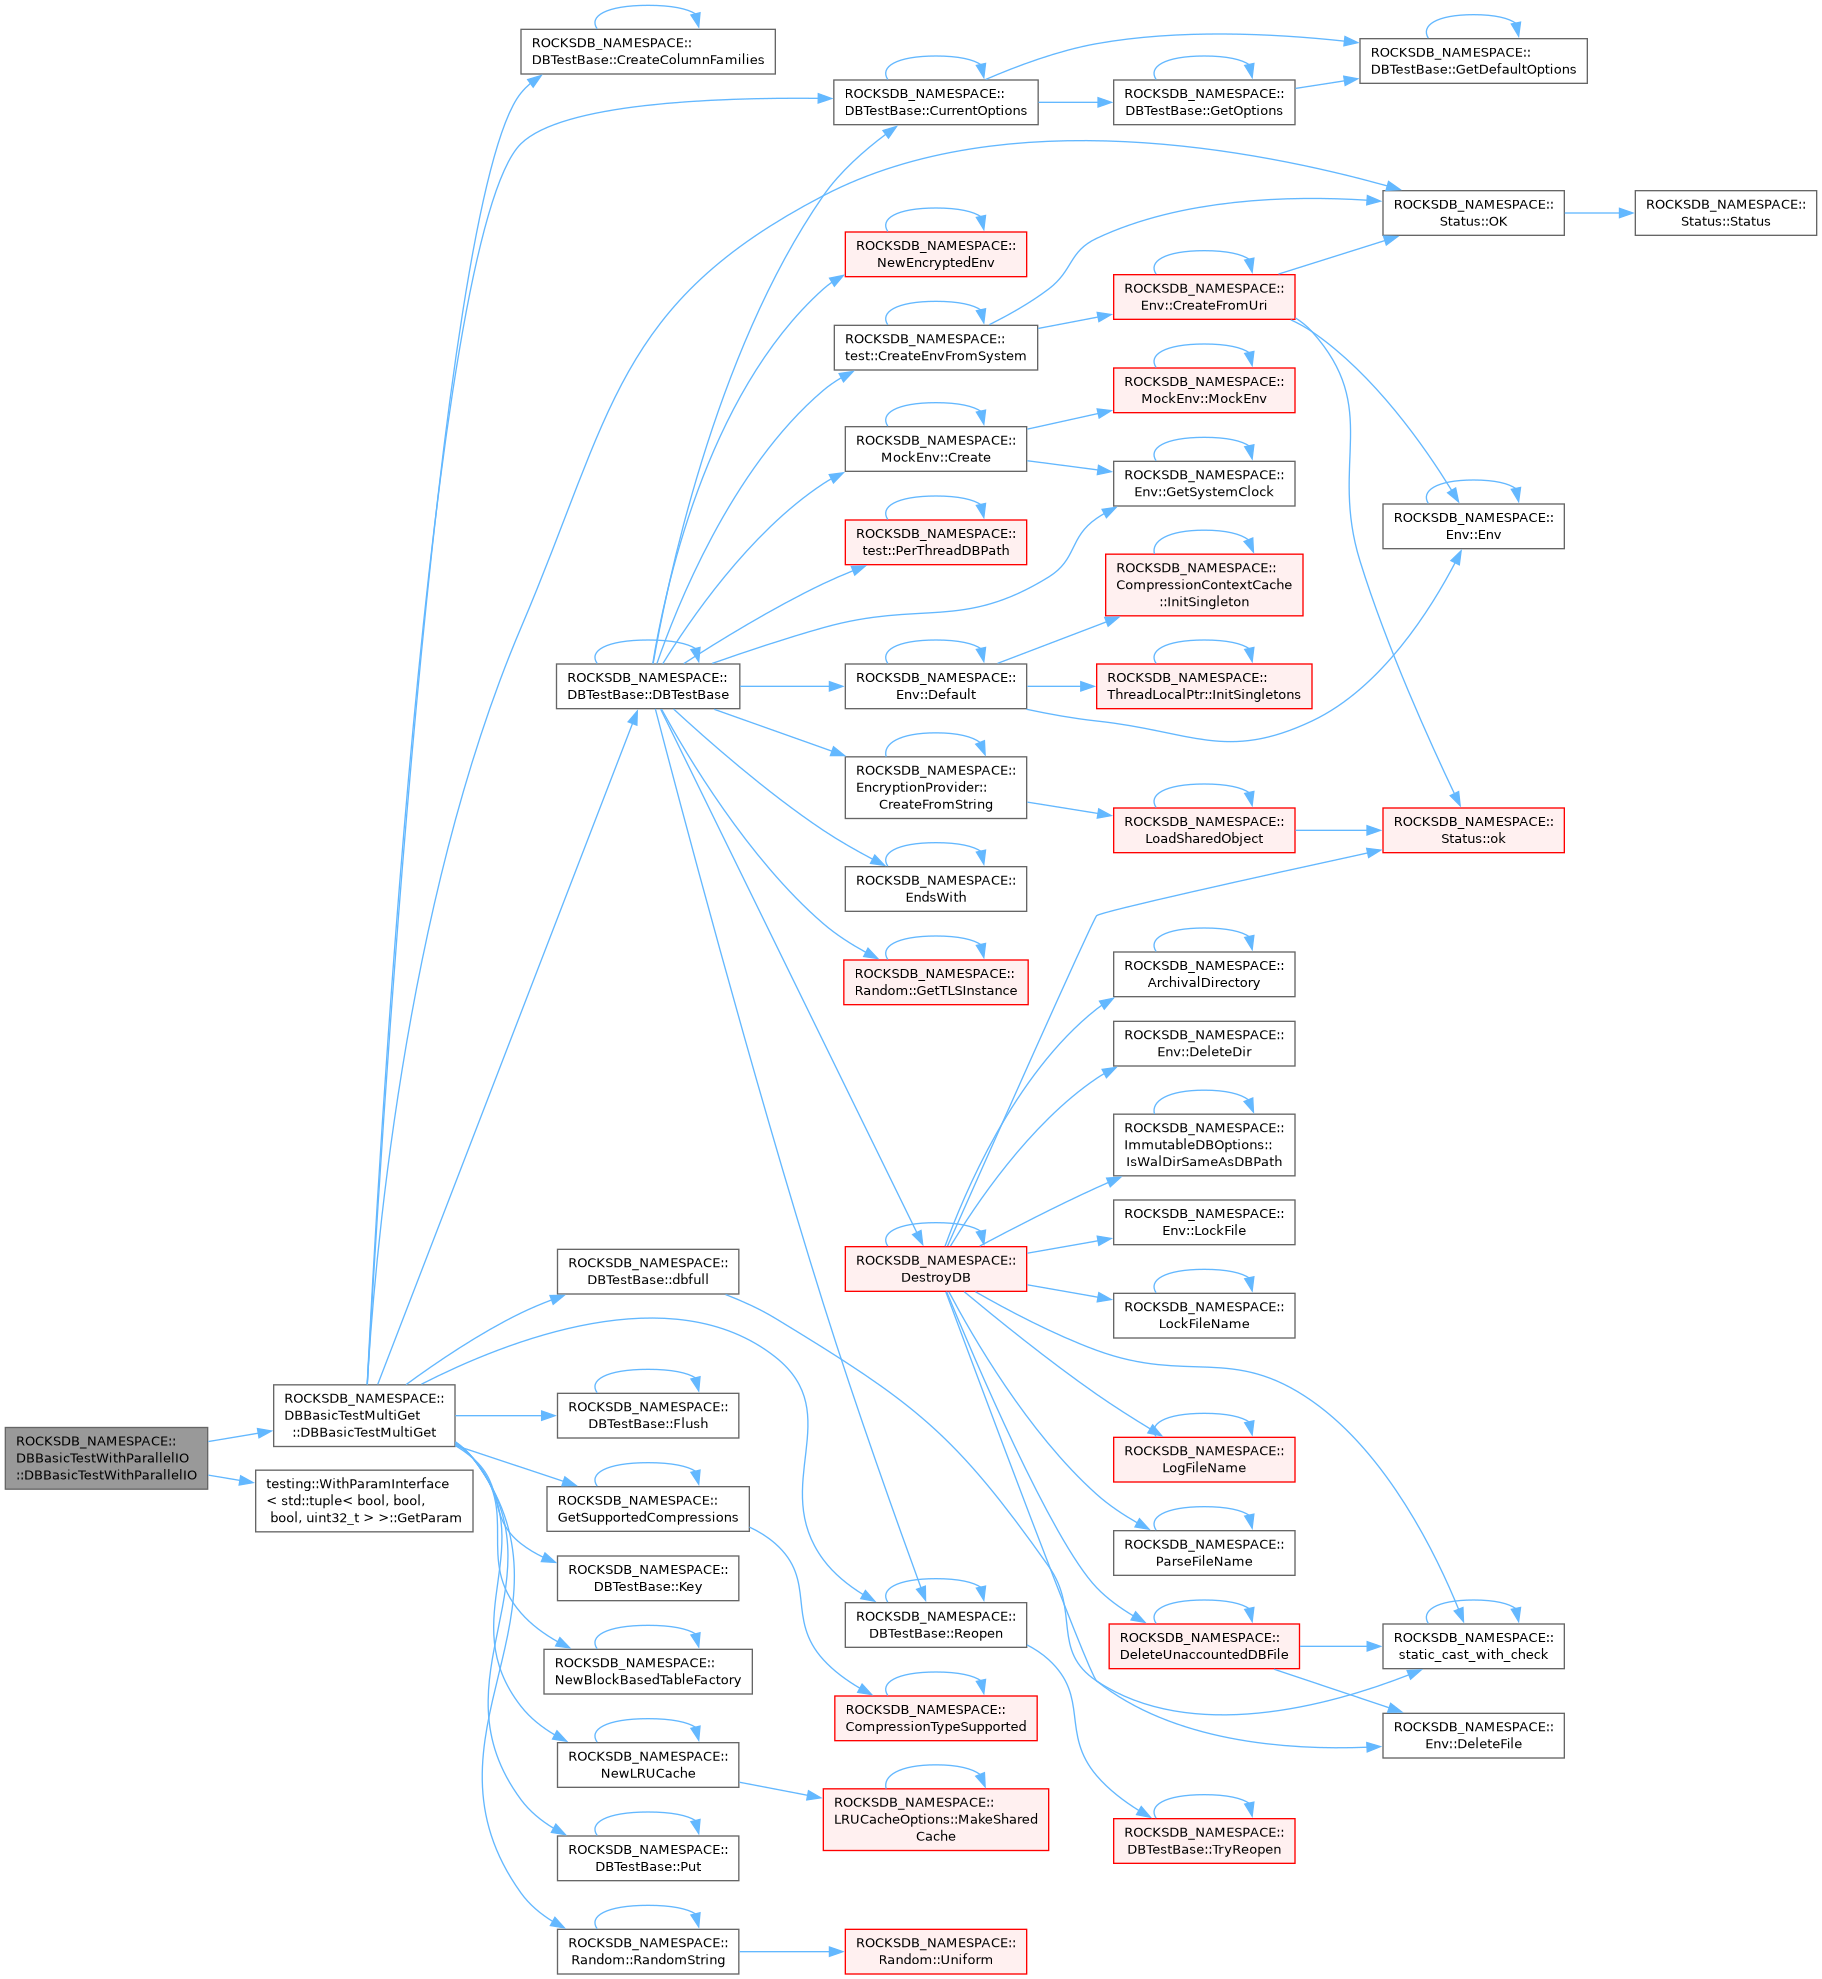 ROCKSDB_NAMESPACE::
DBBasicTestWithParallelIO
::DBBasicTestWithParallelIO
ROCKSDB_NAMESPACE::
DBBasicTestMultiGet
::DBBasicTestMultiGet
testing::WithParamInterface
< std::tuple< bool, bool,
bool, uint32_t > >::GetParam
ROCKSDB_NAMESPACE::
DBTestBase::CreateColumnFamilies
ROCKSDB_NAMESPACE::
DBTestBase::DBTestBase
ROCKSDB_NAMESPACE::
DBTestBase::dbfull
ROCKSDB_NAMESPACE::
DBTestBase::Flush
ROCKSDB_NAMESPACE::
GetSupportedCompressions
ROCKSDB_NAMESPACE::
DBTestBase::Key
ROCKSDB_NAMESPACE::
NewBlockBasedTableFactory
ROCKSDB_NAMESPACE::
NewLRUCache
ROCKSDB_NAMESPACE::
DBTestBase::Put
ROCKSDB_NAMESPACE::
Random::RandomString
ROCKSDB_NAMESPACE::
DBTestBase::CurrentOptions
ROCKSDB_NAMESPACE::
NewEncryptedEnv
ROCKSDB_NAMESPACE::
test::CreateEnvFromSystem
ROCKSDB_NAMESPACE::
MockEnv::Create
ROCKSDB_NAMESPACE::
test::PerThreadDBPath
ROCKSDB_NAMESPACE::
Env::Default
ROCKSDB_NAMESPACE::
EncryptionProvider::
CreateFromString
ROCKSDB_NAMESPACE::
EndsWith
ROCKSDB_NAMESPACE::
Random::GetTLSInstance
ROCKSDB_NAMESPACE::
DestroyDB
ROCKSDB_NAMESPACE::
DBTestBase::Reopen
ROCKSDB_NAMESPACE::
CompressionTypeSupported
ROCKSDB_NAMESPACE::
LRUCacheOptions::MakeShared
Cache
ROCKSDB_NAMESPACE::
Random::Uniform
ROCKSDB_NAMESPACE::
DBTestBase::GetOptions
ROCKSDB_NAMESPACE::
Env::CreateFromUri
ROCKSDB_NAMESPACE::
MockEnv::MockEnv
ROCKSDB_NAMESPACE::
Env::GetSystemClock
ROCKSDB_NAMESPACE::
CompressionContextCache
::InitSingleton
ROCKSDB_NAMESPACE::
ThreadLocalPtr::InitSingletons
ROCKSDB_NAMESPACE::
LoadSharedObject
ROCKSDB_NAMESPACE::
ArchivalDirectory
ROCKSDB_NAMESPACE::
Env::DeleteDir
ROCKSDB_NAMESPACE::
ImmutableDBOptions::
IsWalDirSameAsDBPath
ROCKSDB_NAMESPACE::
Env::LockFile
ROCKSDB_NAMESPACE::
LockFileName
ROCKSDB_NAMESPACE::
LogFileName
ROCKSDB_NAMESPACE::
ParseFileName
ROCKSDB_NAMESPACE::
DeleteUnaccountedDBFile
ROCKSDB_NAMESPACE::
DBTestBase::TryReopen
ROCKSDB_NAMESPACE::
DBTestBase::GetDefaultOptions
ROCKSDB_NAMESPACE::
Status::OK
ROCKSDB_NAMESPACE::
Env::Env
ROCKSDB_NAMESPACE::
Status::ok
ROCKSDB_NAMESPACE::
static_cast_with_check
ROCKSDB_NAMESPACE::
Env::DeleteFile
ROCKSDB_NAMESPACE::
Status::Status